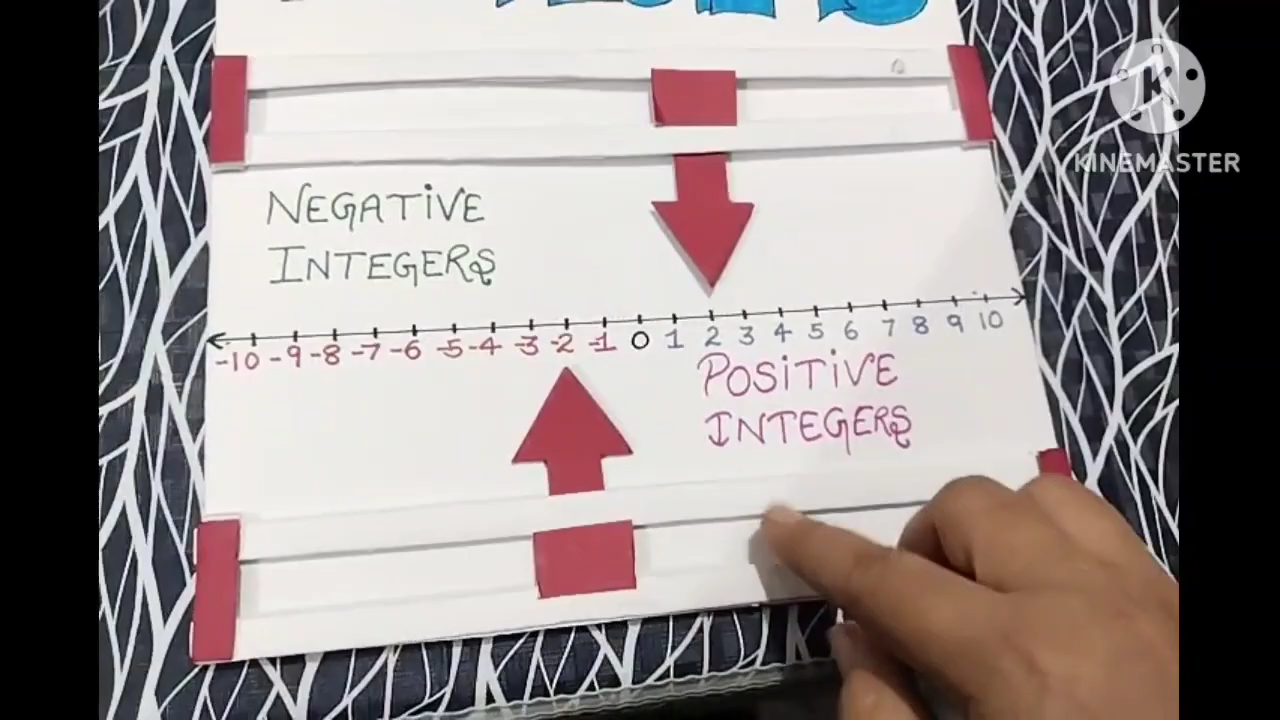 K
KINEMASTER
NEGATIVE
INTEGERS
-10 -9 -8 -7 -6 -5 -4 -3 -2 -1 0 1 2 3 4 5 6 7 8 9 10
POSITIVE
INTEGERS